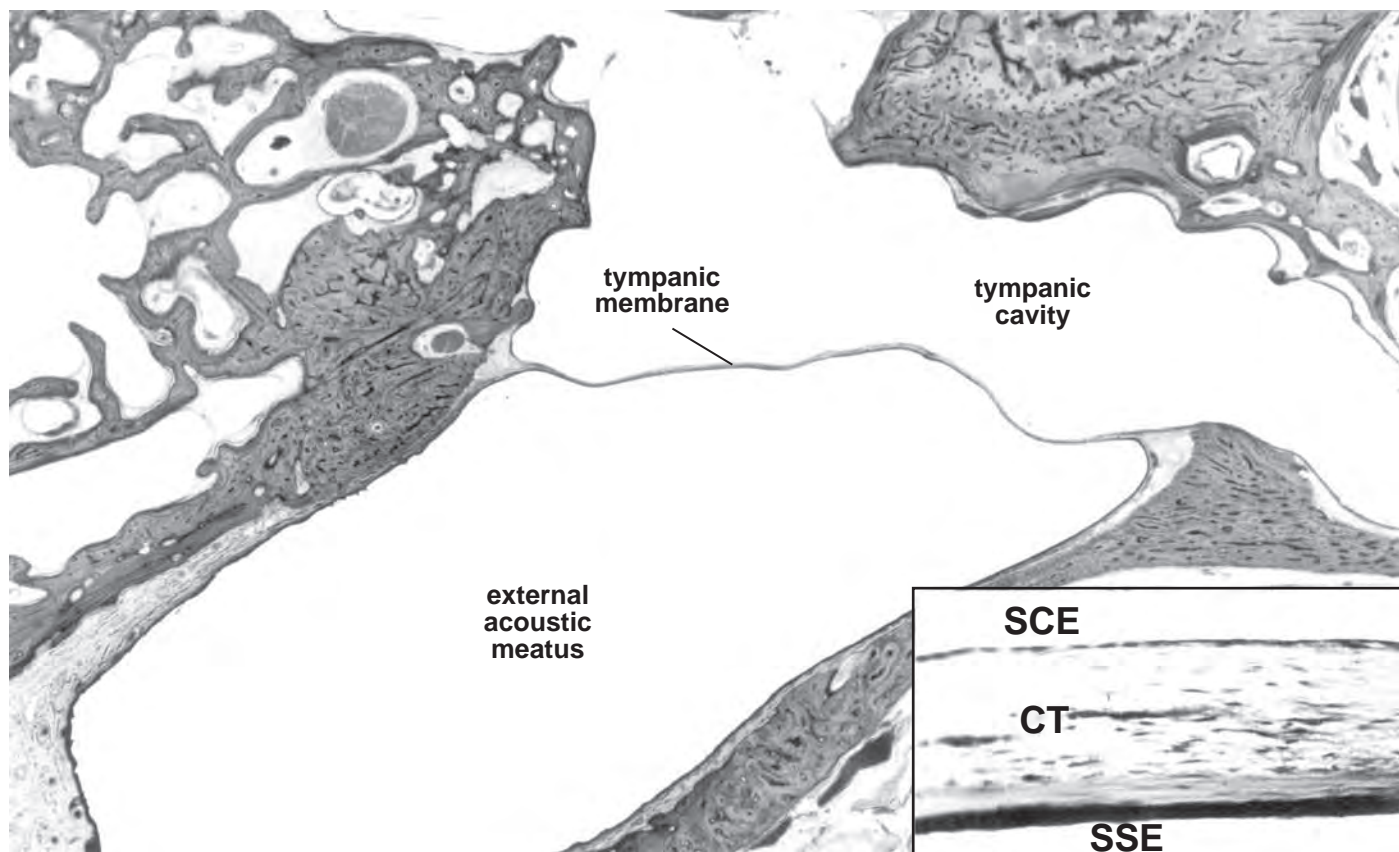 tympanic
membrane
tympanic
cavity
external
acoustic
meatus
SCE
CT
SSE